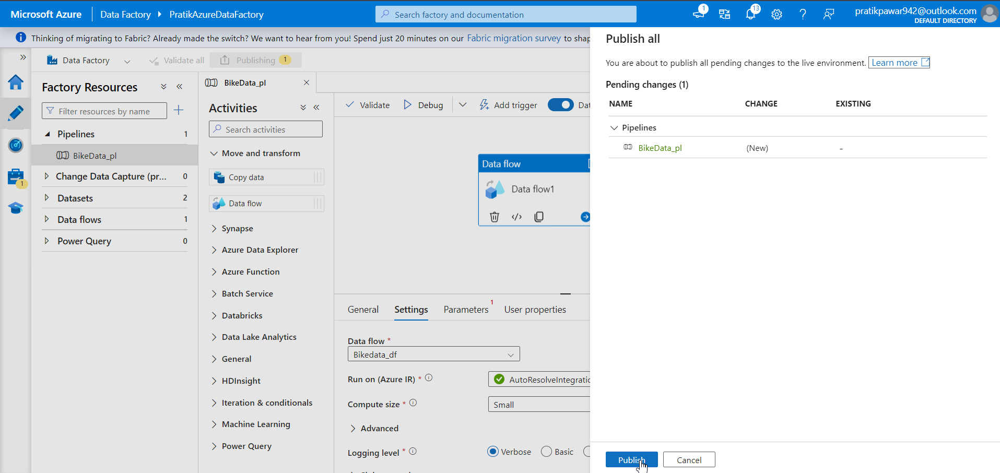 Microsoft Azure
Data Factory
PratikAzureDataFactory
Search factory and documentation
1
13
pratikpawar942@outlook.com
DEFAULT DIRECTORY
Thinking of migrating to Fabric? Already made the switch? We want to hear from you! Spend just 20 minutes on our Fabric migration survey to shap
Data Factory
Validate all
Publishing 1
Factory Resources
Filter resources by name
Pipelines 1
BikeData_pl
Change Data Capture (pr... 0
Datasets 2
Data flows 1
Power Query 0
1
BikeData_pl
Activities
Search activities
Move and transform
Copy data
Data flow
Synapse
Azure Data Explorer
Azure Function
Batch Service
Databricks
Data Lake Analytics
General
HDInsight
Iteration & conditionals
Machine Learning
Power Query
Validate
Debug
Add trigger
Dat
Data flow
Data flow1
General
Settings
Parameters 1
User properties
Data flow *
Bikedata_df
Run on (Azure IR) *
AutoResolveIntegratio
Compute size *
Small
Advanced
Logging level *
Verbose
Basic
Publish all
You are about to publish all pending changes to the live environment. Learn more
Pending changes (1)
NAME CHANGE EXISTING
Pipelines
BikeData_pl (New) -
Publish
Cancel